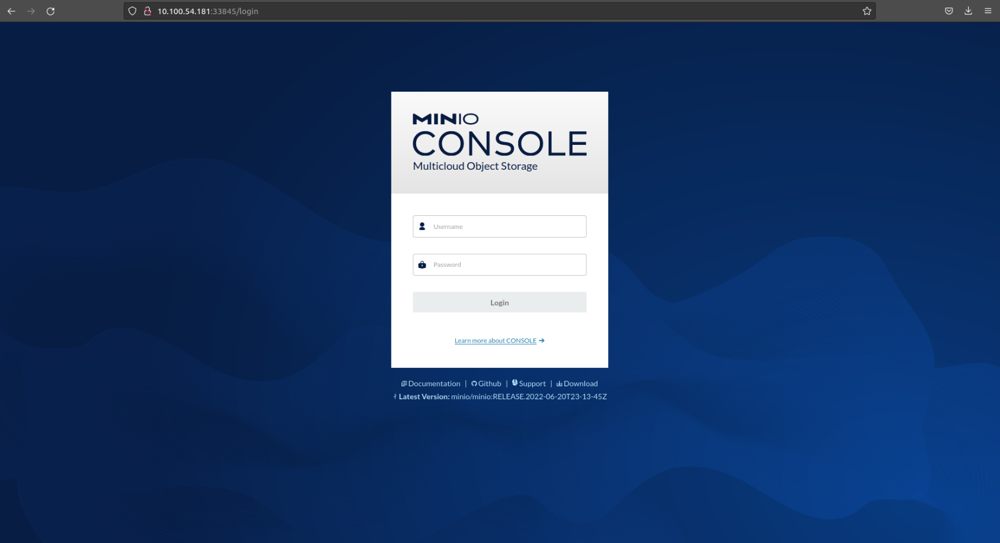 10.100.54.181:33845/login
MINIO
CONSOLE
Multicloud Object Storage
Username
Password
Login
Learn more about CONSOLE
Documentation | Github | Support | Download
Latest Version: minio/minio:RELEASE.2022-06-20T23-13-45Z